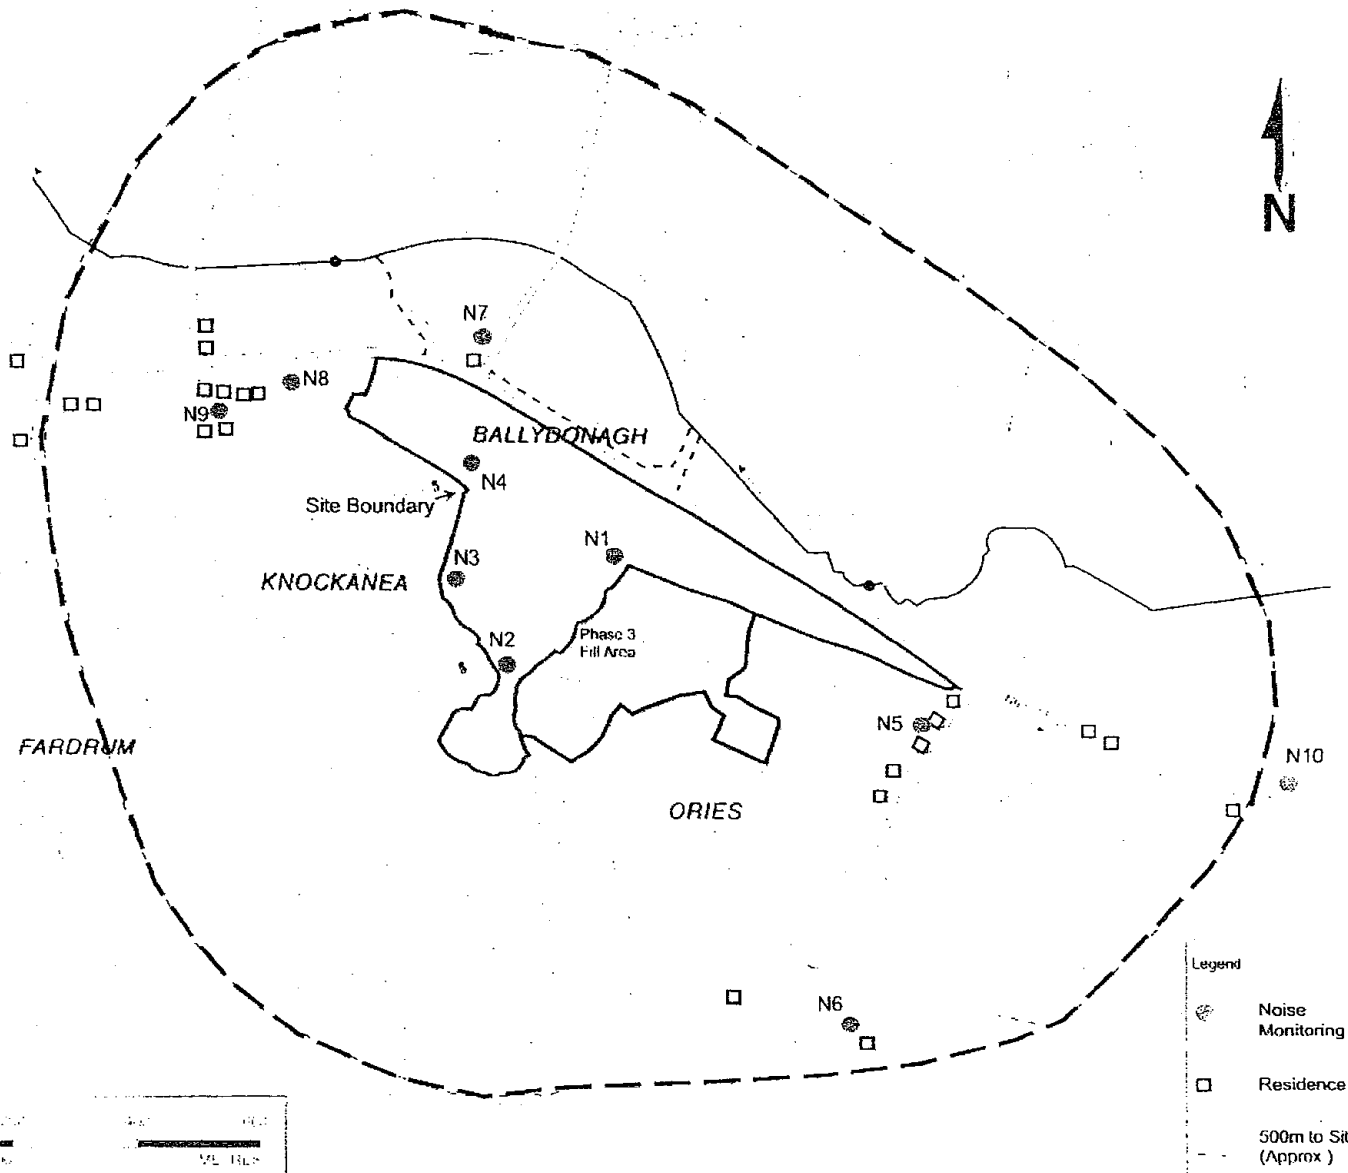 N
N7
N8
N9
BALLYDONAGH
N4
Site Boundary
N1
N3
KNOCKANEA
N2
Phase 3
Fill Area
N5
FARDRUM
N10
ORIES
N6
Legend
Noise
Monitoring
Residence
500m to Sit
(Approx )